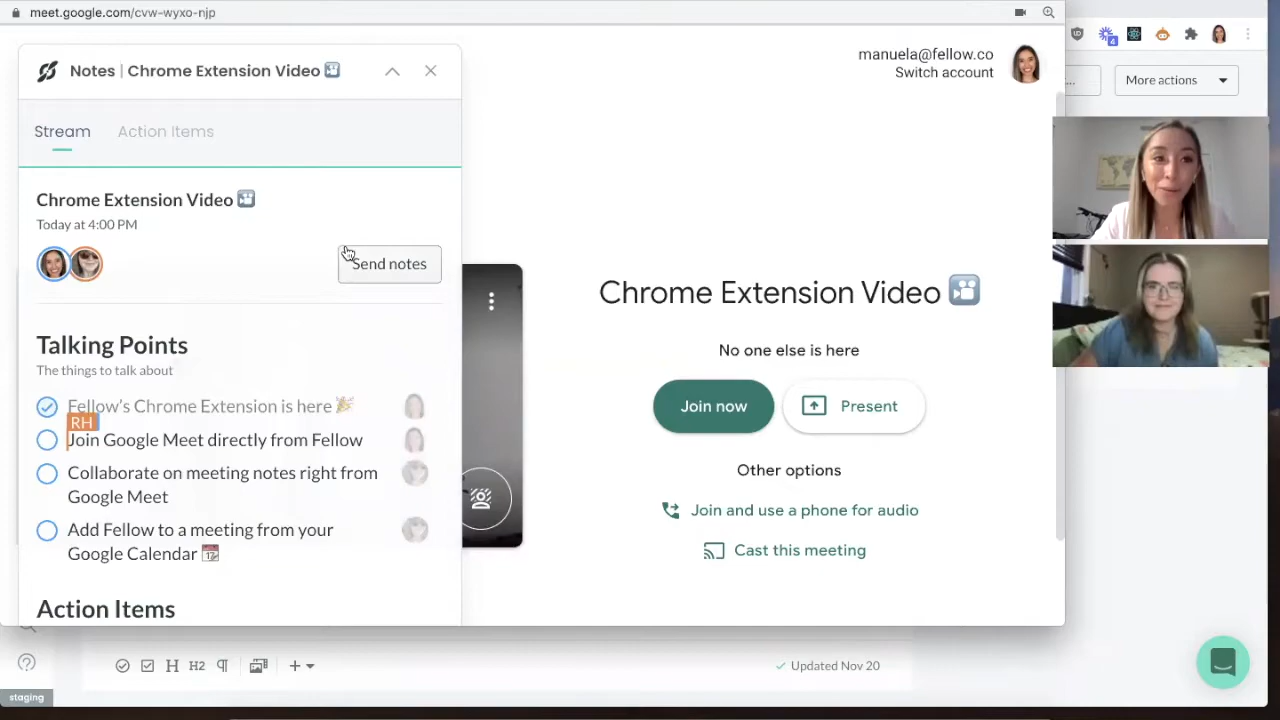 meet.google.com/cvw-wyxo-njp
Notes | Chrome Extension Video
Stream
Action Items
Chrome Extension Video
Today at 4:00 PM
Send notes
Talking Points
The things to talk about
Fellow's Chrome Extension is here
RH
Join Google Meet directly from Fellow
Collaborate on meeting notes right from
Google Meet
Add Fellow to a meeting from your
Google Calendar
Action Items
manuela@fellow.co
Switch account
Chrome Extension Video
No one else is here
Join now
Present
Other options
Join and use a phone for audio
Cast this meeting
4
...
More actions
H
H2
Updated Nov 20
staging